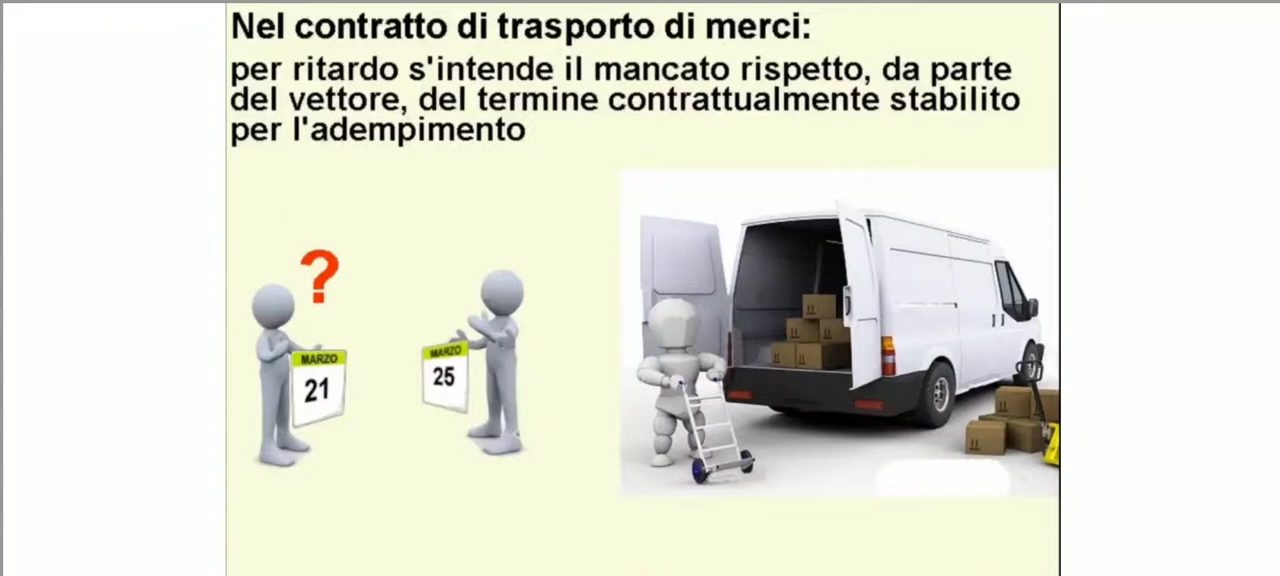 Nel contratto di trasporto di merci:
per ritardo s'intende il mancato rispetto, da parte
del vettore, del termine contrattualmente stabilito
per l'adempimento
?
MARZO
21
MARZO
25